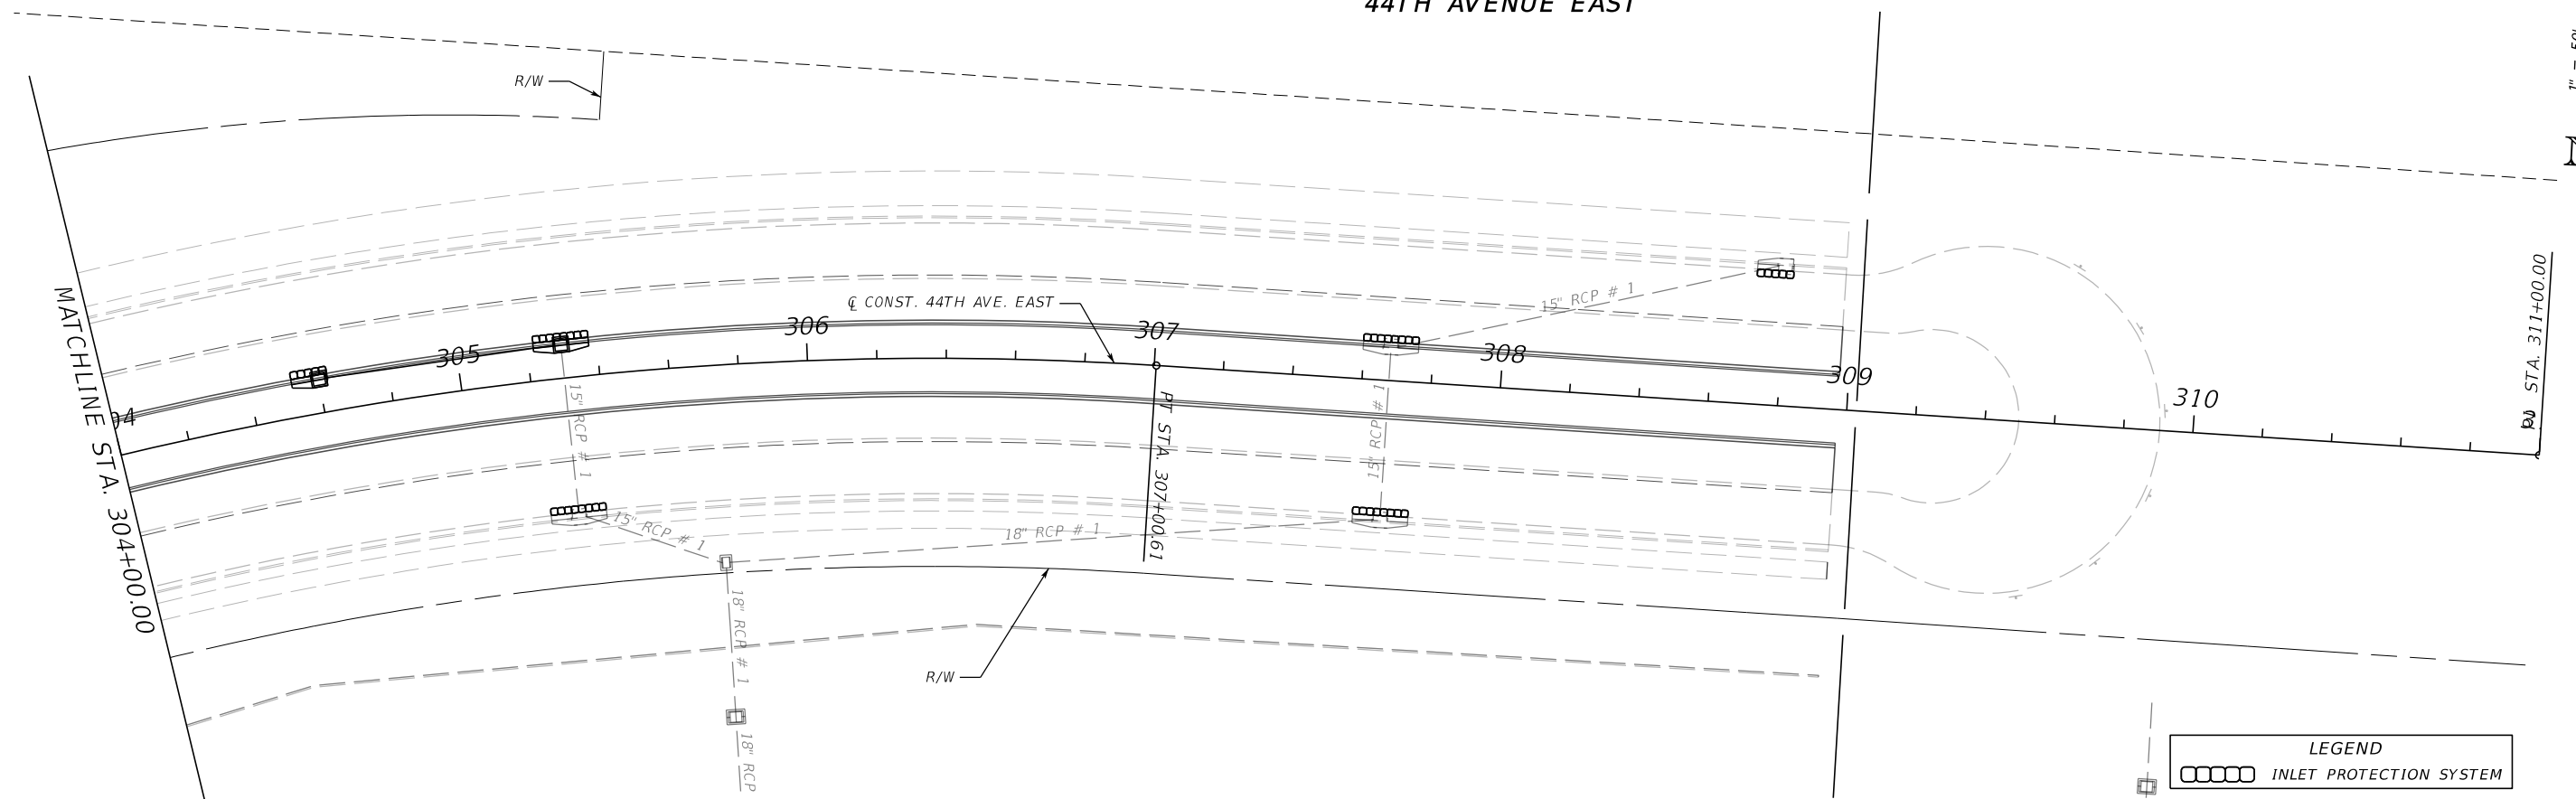 44TH AVENUE EAST
R/W
MATCHLINE STA. 304+00.00
305
306
307
308
309
310
℄ CONST. 44TH AVE. EAST
15" RCP # 1
15" RCP # 1
15" RCP # 1
15" RCP # 1
18" RCP # 1
PT STA. 307+00.61
18" RCP # 1
18" RCP
R/W
STA. 311+00.00
LEGEND
INLET PROTECTION SYSTEM